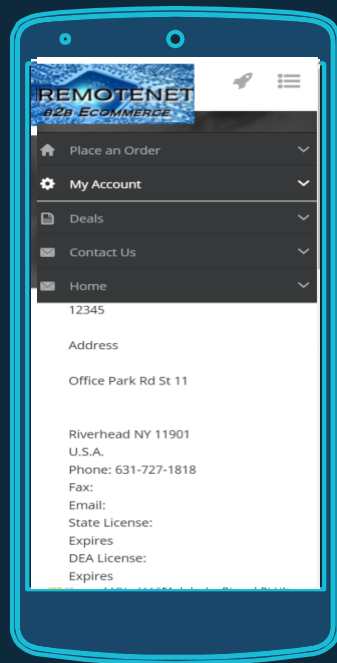 REMOTENET
B2B ECOMMERCE
Place an Order
My Account
Deals
Contact Us
Home
12345
Address
Office Park Rd St 11
Riverhead NY 11901
U.S.A.
Phone: 631-727-1818
Fax:
Email:
State License:
Expires
DEA License:
Expires